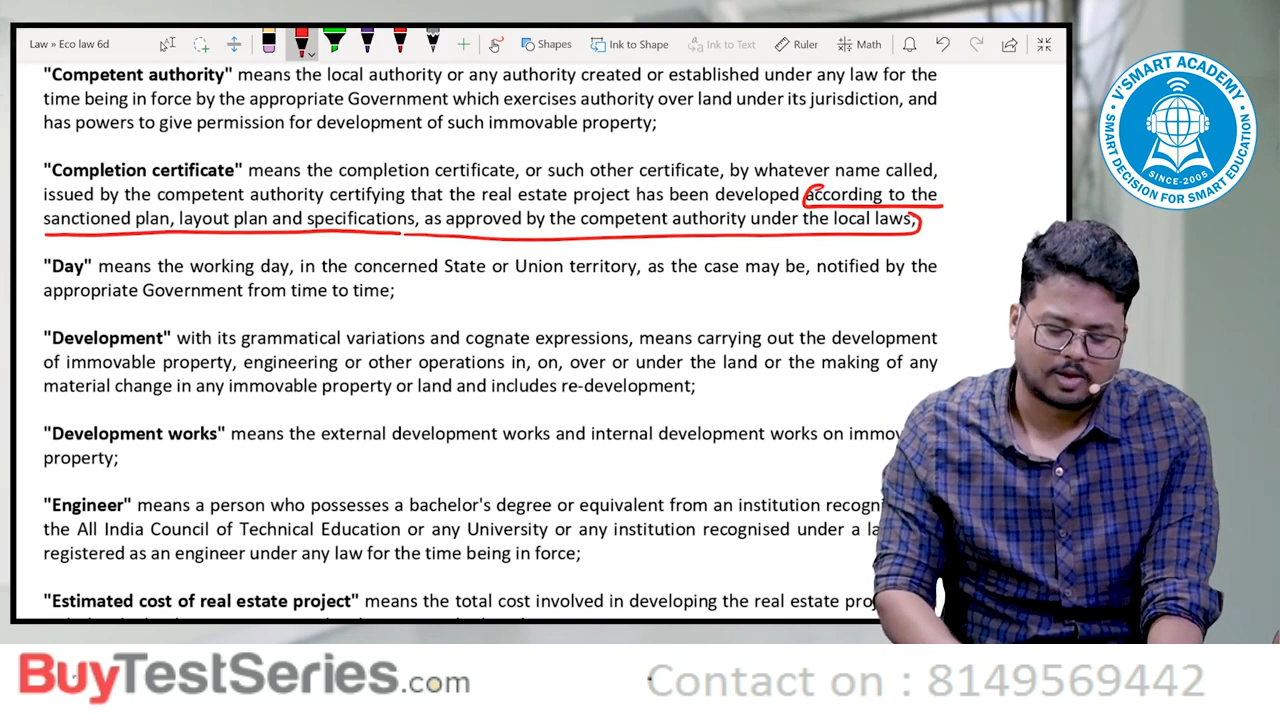 Law » Eco law 6d
Shapes
Ink to Shape
Ink to Text
Ruler
Math
"Competent authority" means the local authority or any authority created or established under any law for the
time being in force by the appropriate Government which exercises authority over land under its jurisdiction, and
has powers to give permission for development of such immovable property;
"Completion certificate" means the completion certificate, or such other certificate, by whatever name called,
issued by the competent authority certifying that the real estate project has been developed according to the
sanctioned plan, layout plan and specifications, as approved by the competent authority under the local laws;
"Day" means the working day, in the concerned State or Union territory, as the case may be, notified by the
appropriate Government from time to time;
"Development" with its grammatical variations and cognate expressions, means carrying out the development
of immovable property, engineering or other operations in, on, over or under the land or the making of any
material change in any immovable property or land and includes re-development;
"Development works" means the external development works and internal development works on
property;
"Engineer" means a person who possesses a bachelor's degree or equivalent from an institution
the All India Council of Technical Education or any University or any institution recognised under a
registered as an engineer under any law for the time being in force;
"Estimated cost of real estate project" means the total cost involved in developing the real estate
V'SMART ACADEMY
SINCE-2005
SMART DECISION FOR SMART EDUCATION
BuyTestSeries.com
Contact on : 8149569442